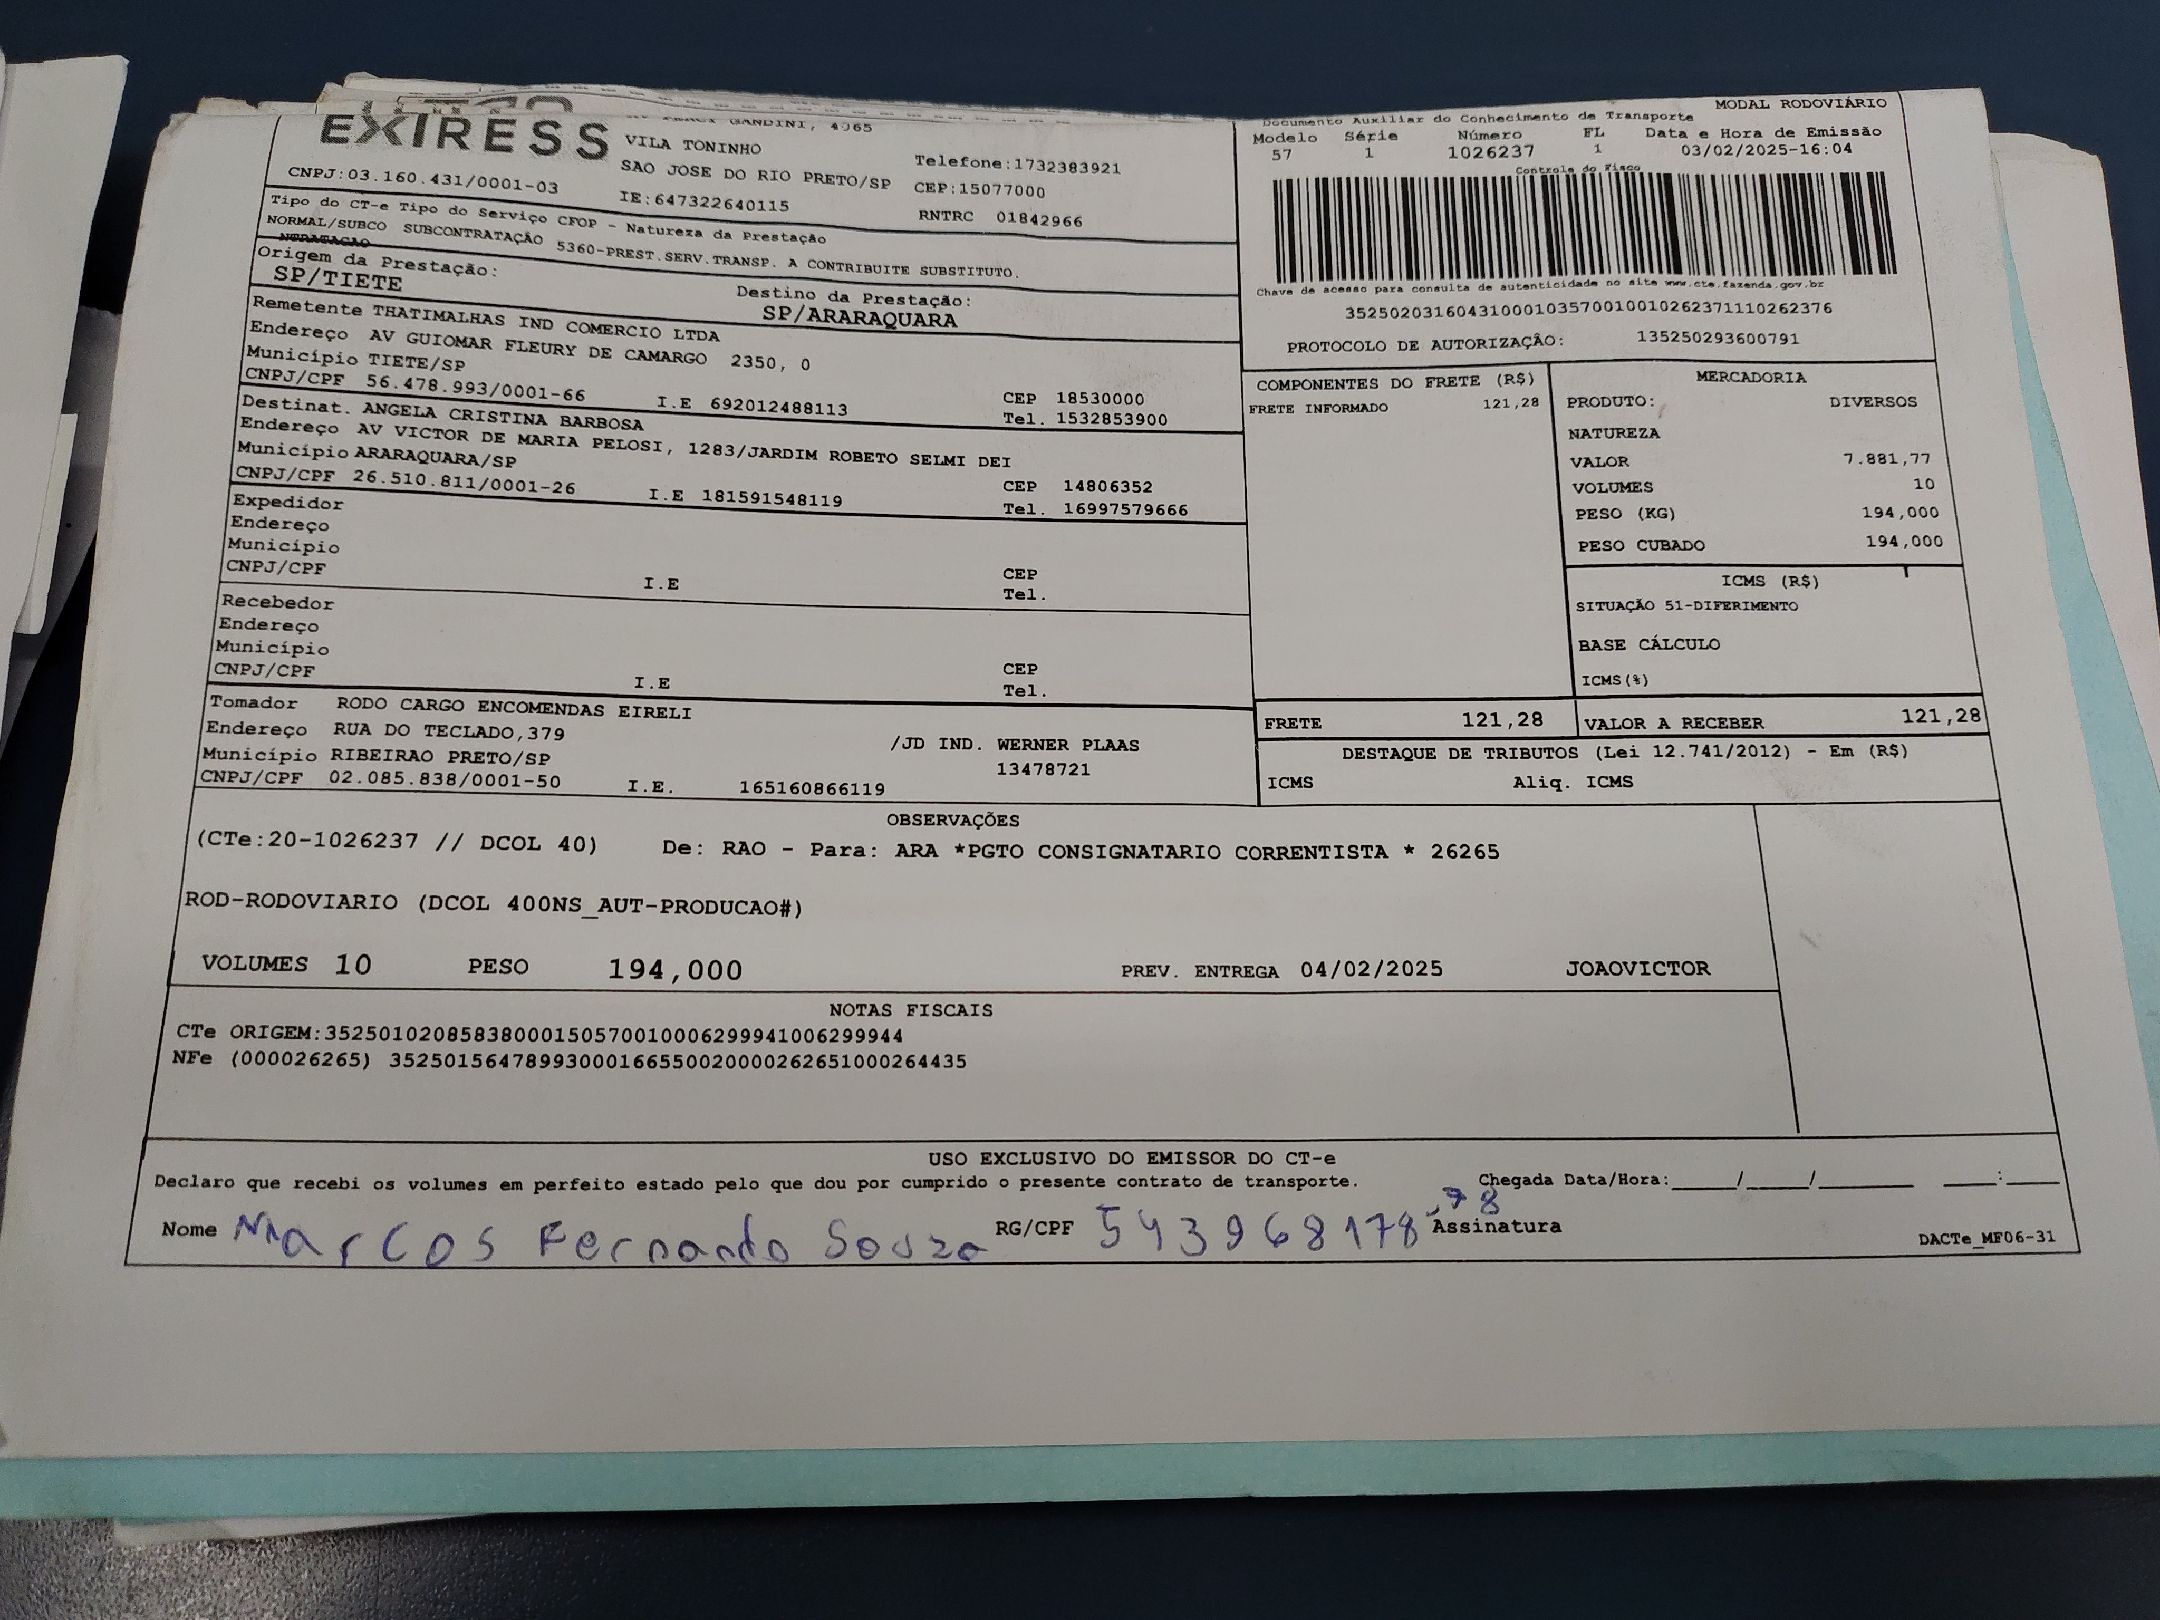 EXIRESS
GANDINI, 4065
VILA TONINHO
SAO JOSE DO RIO PRETO/SP
Telefone:1732383921
CEP:15077000
CNPJ:03.160.431/0001-03
IE:647322640115
RNTRC 01842966
Tipo do CT-e Tipo do Serviço CFOP - Natureza da Prestação
NORMAL/SUBCO SUBCONTRATAÇÃO 5360-PREST.SERV.TRANSP. A CONTRIBUITE SUBSTITUTO.
NTRATACAO
Origem da Prestação:
SP/TIETE
Destino da Prestação:
SP/ARARAQUARA
Remetente THATIMALHAS IND COMERCIO LTDA
Endereço AV GUIOMAR FLEURY DE CAMARGO 2350, 0
Município TIETE/SP
CNPJ/CPF 56.478.993/0001-66 I.E 692012488113
CEP 18530000
Tel. 1532853900
Destinat. ANGELA CRISTINA BARBOSA
Endereço AV VICTOR DE MARIA PELOSI, 1283/JARDIM ROBETO SELMI DEI
Município ARARAQUARA/SP
CNPJ/CPF 26.510.811/0001-26 I.E 181591548119
CEP 14806352
Tel. 16997579666
Expedidor
Endereço
Município
CNPJ/CPF I.E
CEP
Tel.
Recebedor
Endereço
Município
CNPJ/CPF I.E
CEP
Tel.
Tomador RODO CARGO ENCOMENDAS EIRELI
Endereço RUA DO TECLADO,379 /JD IND. WERNER PLAAS
Município RIBEIRAO PRETO/SP 13478721
CNPJ/CPF 02.085.838/0001-50 I.E. 165160866119
MODAL RODOVIÁRIO
Documento Auxiliar do Conhecimento de Transporte
Modelo Série Número FL Data e Hora de Emissão
57 1 1026237 1 03/02/2025-16:04
Controle do Fisco
Chave de acesso para consulta de autenticidade no site www.cte.fazenda.gov.br
35250203160431000103570010010262371110262376
PROTOCOLO DE AUTORIZAÇÃO: 135250293600791
COMPONENTES DO FRETE (R$)
FRETE INFORMADO 121,28
MERCADORIA
PRODUTO: DIVERSOS
NATUREZA
VALOR 7.881,77
VOLUMES 10
PESO (KG) 194,000
PESO CUBADO 194,000
ICMS (R$)
SITUAÇÃO 51-DIFERIMENTO
BASE CÁLCULO
ICMS(%)
FRETE 121,28 VALOR A RECEBER 121,28
DESTAQUE DE TRIBUTOS (Lei 12.741/2012) - Em (R$)
ICMS Aliq. ICMS
OBSERVAÇÕES
(CTe:20-1026237 // DCOL 40) De: RAO - Para: ARA *PGTO CONSIGNATARIO CORRENTISTA * 26265
ROD-RODOVIARIO (DCOL 400NS_AUT-PRODUCAO#)
VOLUMES 10 PESO 194,000 PREV. ENTREGA 04/02/2025 JOAOVICTOR
NOTAS FISCAIS
CTe ORIGEM:35250102085838000150570010006299941006299944
NFe (000026265) 35250156478993000166550020000262651000264435
USO EXCLUSIVO DO EMISSOR DO CT-e
Declaro que recebi os volumes em perfeito estado pelo que dou por cumprido o presente contrato de transporte. Chegada Data/Hora:_____/_____/________ ____:____
Nome Marcos Fernando Souza RG/CPF 543968178-78 Assinatura
DACTe_MF06-31